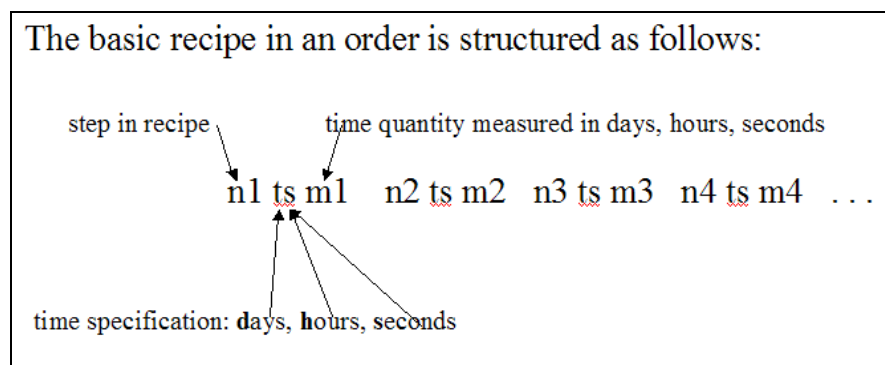 The basic recipe in an order is structured as follows:
step in recipe time quantity measured in days, hours, seconds
n1 ts m1 n2 ts m2 n3 ts m3 n4 ts m4 . . .
time specification: days, hours, seconds